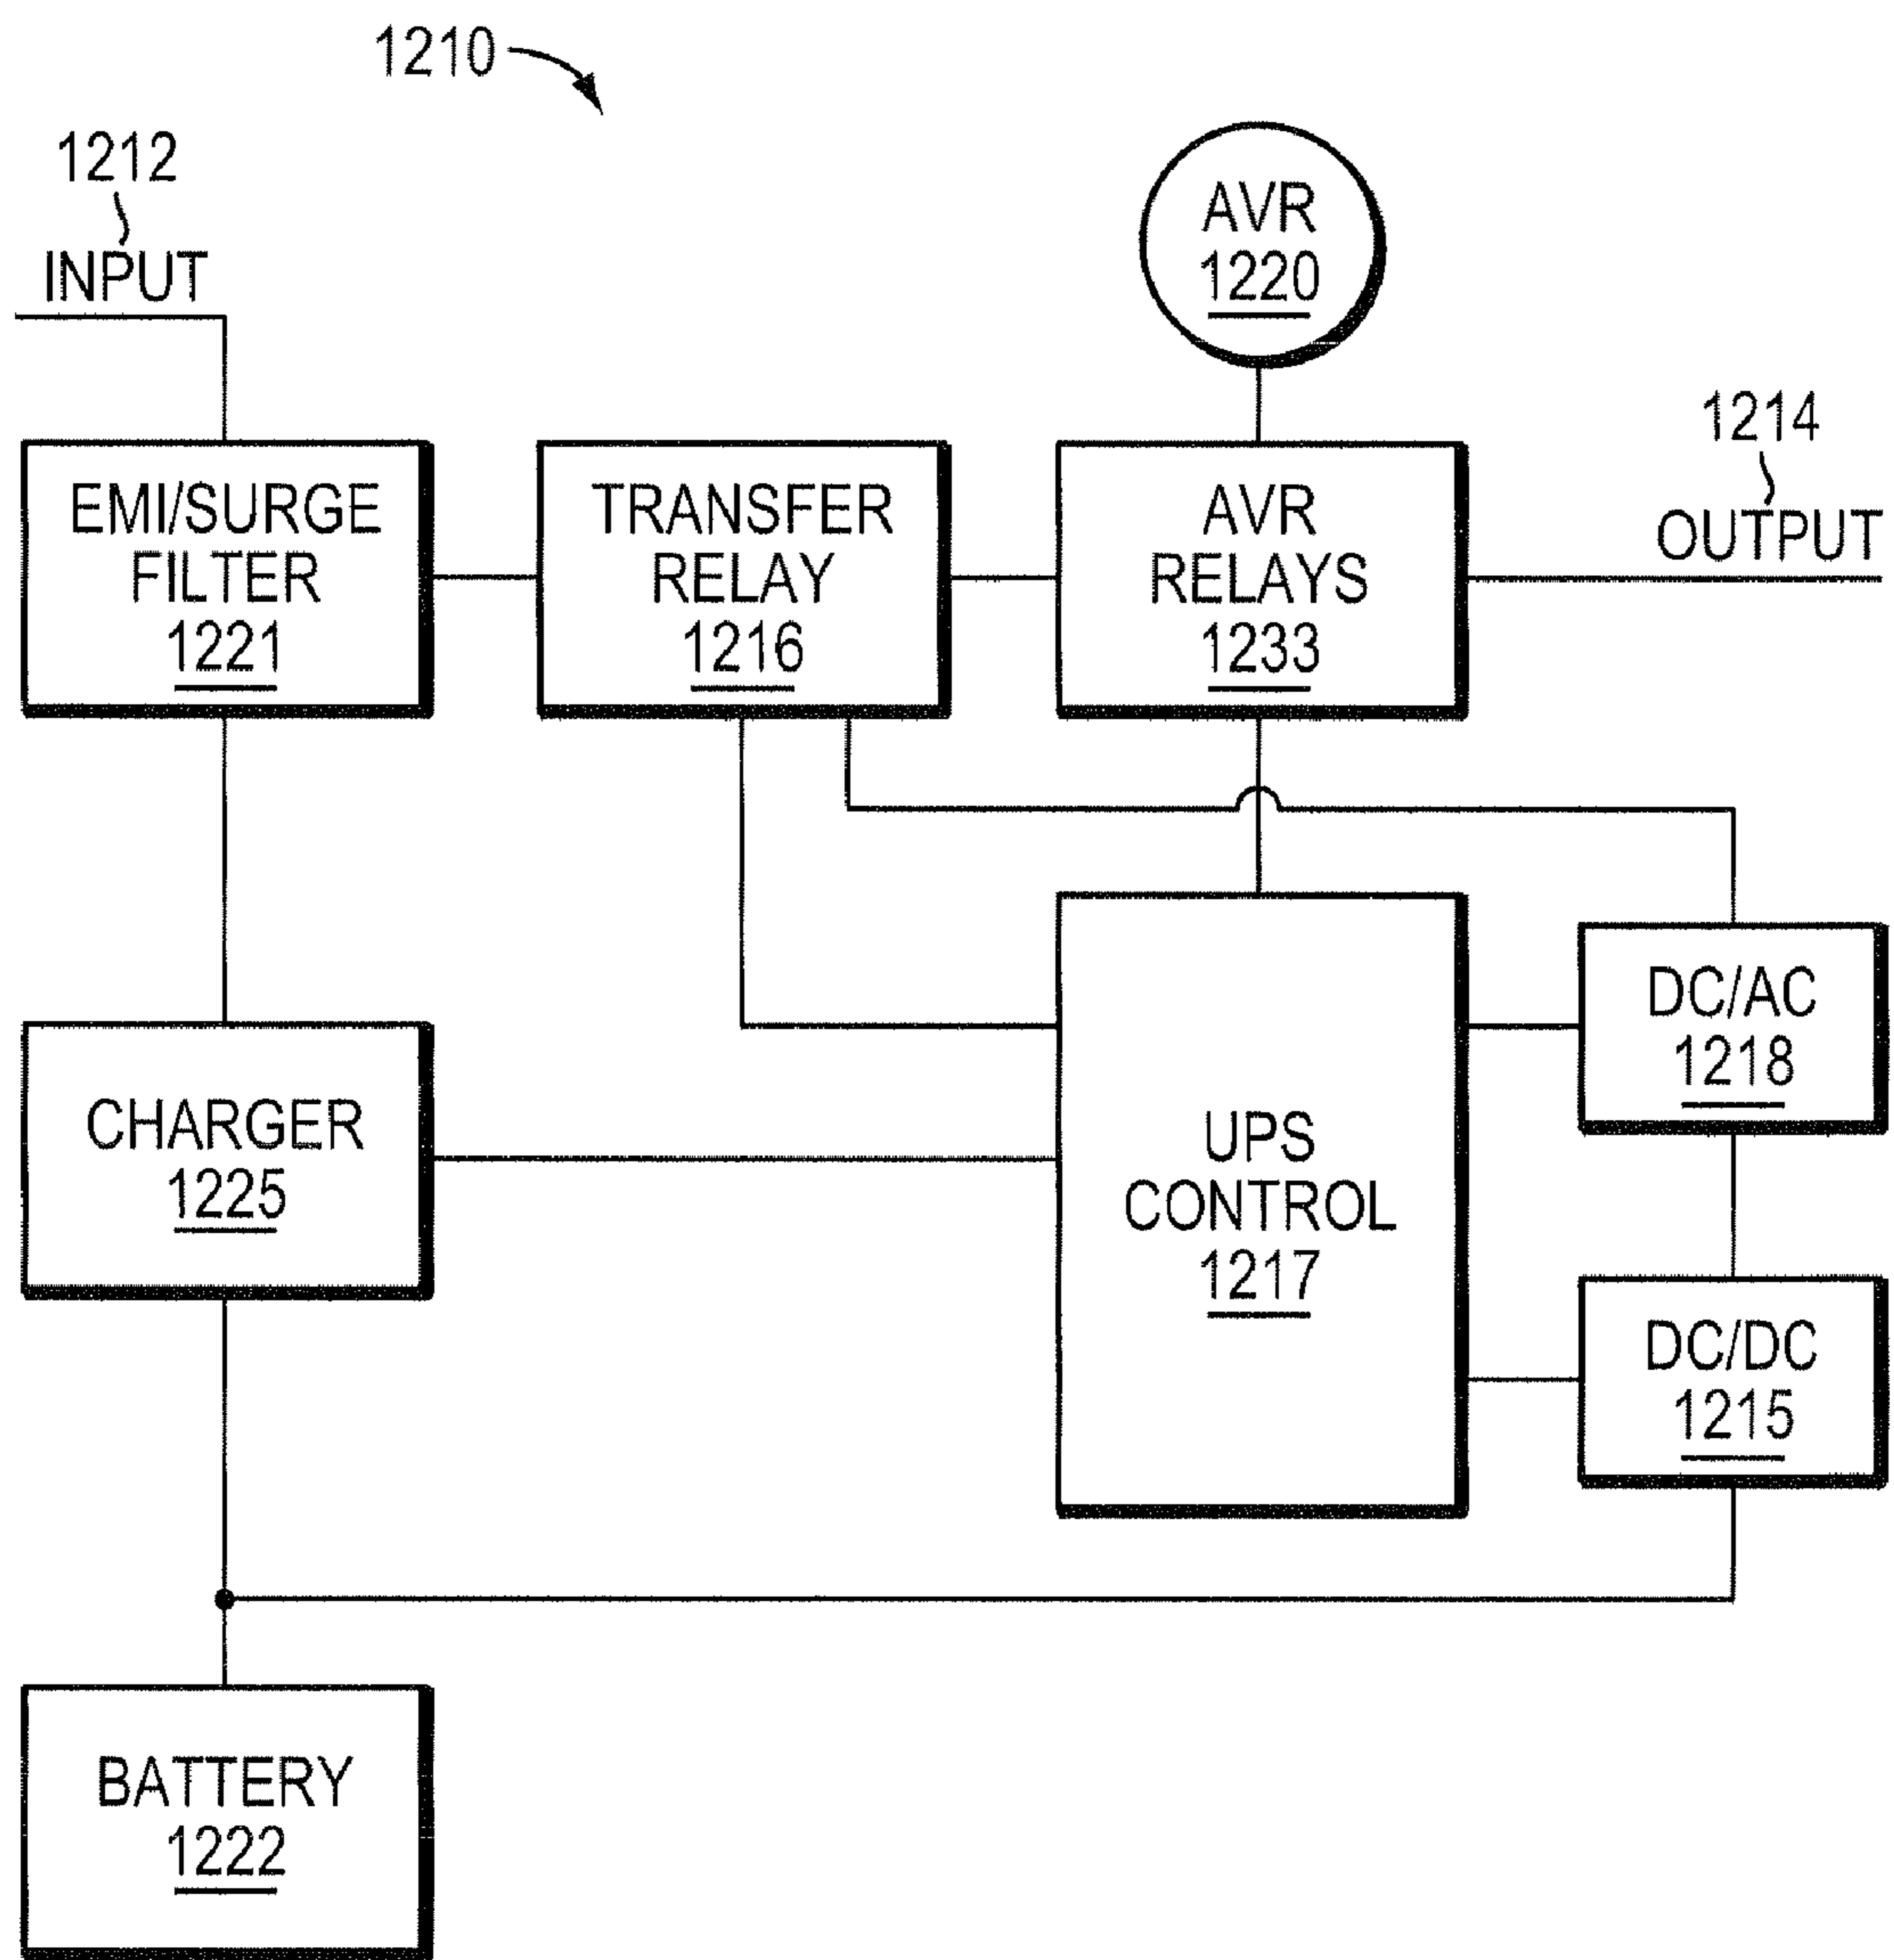 1210
1212
INPUT
AVR
1220
1214
OUTPUT
EMI/SURGE
FILTER
1221
TRANSFER
RELAY
1216
AVR
RELAYS
1233
CHARGER
1225
UPS
CONTROL
1217
DC/AC
1218
DC/DC
1215
BATTERY
1222